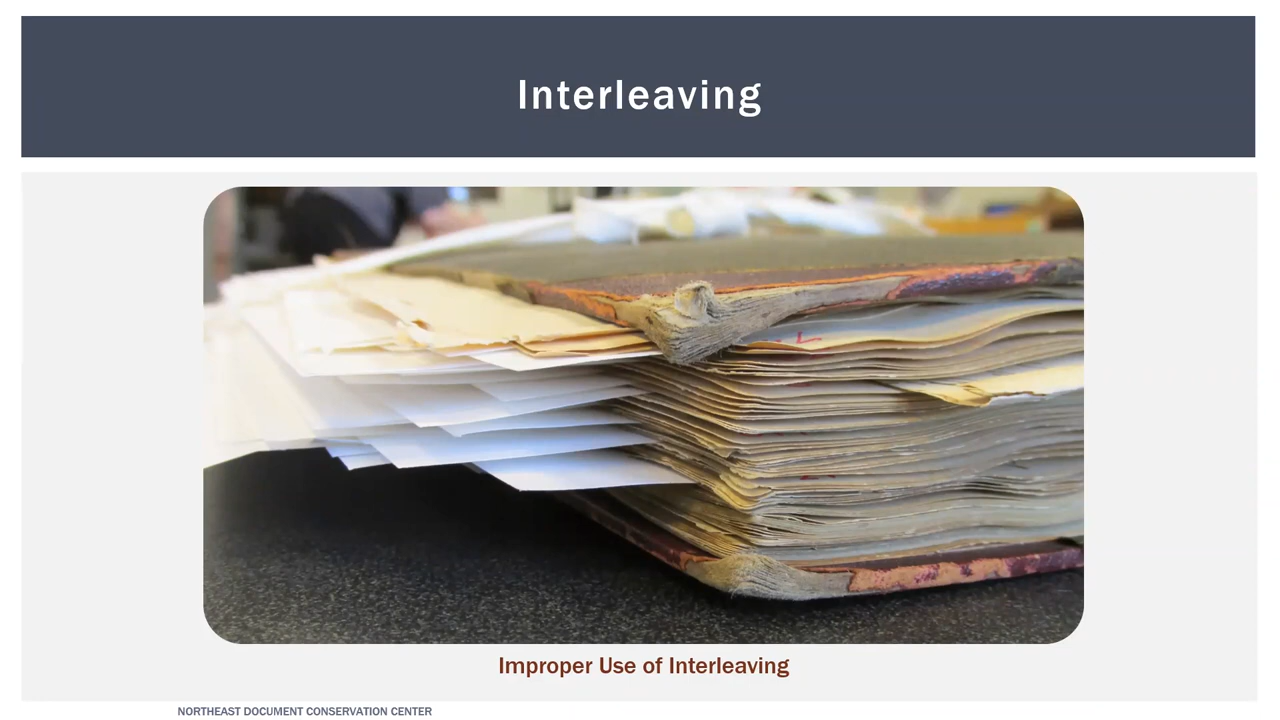 Interleaving
Improper Use of Interleaving
NORTHEAST DOCUMENT CONSERVATION CENTER